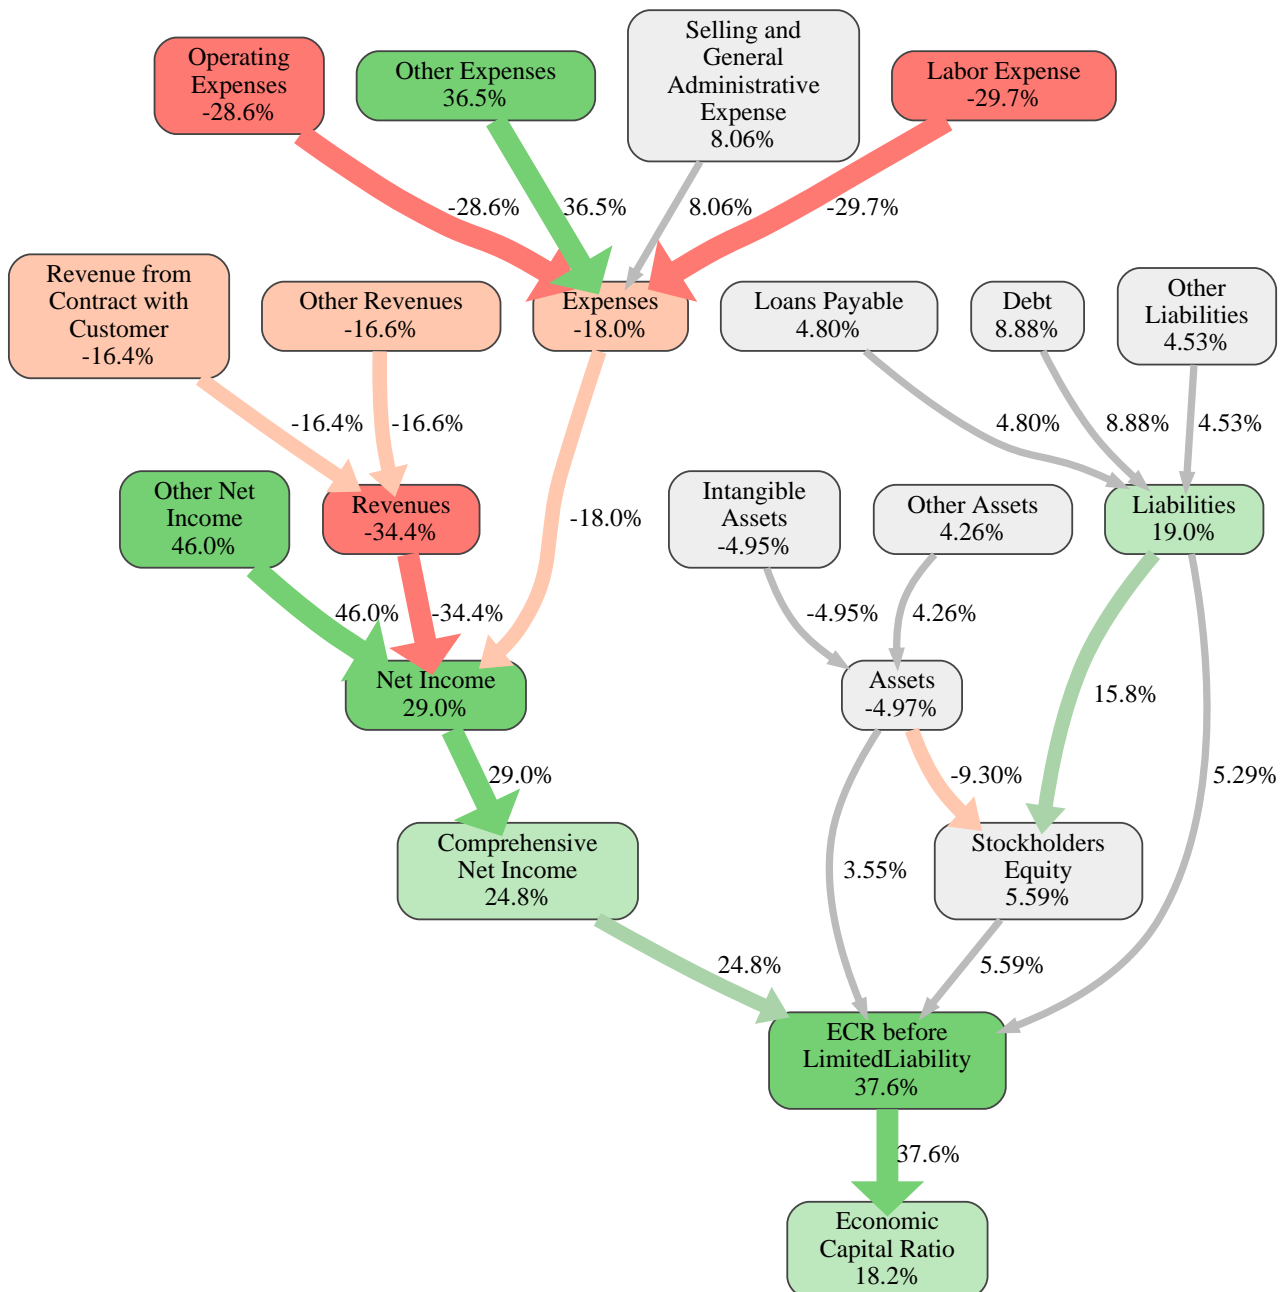 Operating
Expenses
-28.6%
Other Expenses
36.5%
Selling and
General
Administrative
Expense
8.06%
Labor Expense
-29.7%
-28.6%
36.5%
8.06%
-29.7%
Revenue from
Contract with
Customer
-16.4%
Other Revenues
-16.6%
Expenses
-18.0%
Loans Payable
4.80%
Debt
8.88%
Other
Liabilities
4.53%
-16.4%
-16.6%
-18.0%
4.80%
8.88%
4.53%
Other Net
Income
46.0%
Revenues
-34.4%
Intangible
Assets
-4.95%
Other Assets
4.26%
Liabilities
19.0%
46.0%
-34.4%
-4.95%
4.26%
15.8%
5.29%
Net Income
29.0%
Assets
-4.97%
29.0%
-9.30%
3.55%
Comprehensive
Net Income
24.8%
Stockholders
Equity
5.59%
24.8%
5.59%
ECR before
LimitedLiability
37.6%
37.6%
Economic
Capital Ratio
18.2%